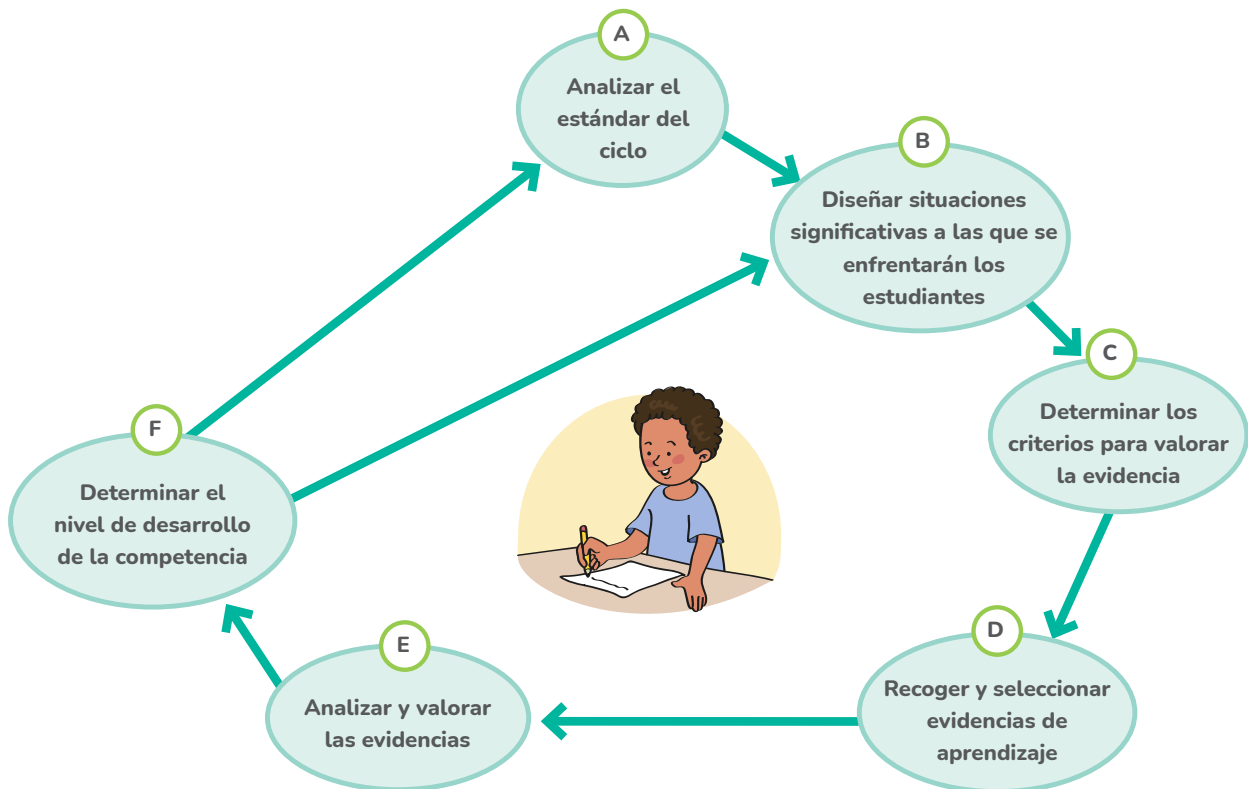 A
Analizar el
estándar del
ciclo
B
Diseñar situaciones
significativas a las que se
enfrentarán los
estudiantes
C
Determinar los
criterios para valorar
la evidencia
D
Recoger y seleccionar
evidencias de
aprendizaje
E
Analizar y valorar
las evidencias
F
Determinar el
nivel de desarrollo
de la competencia